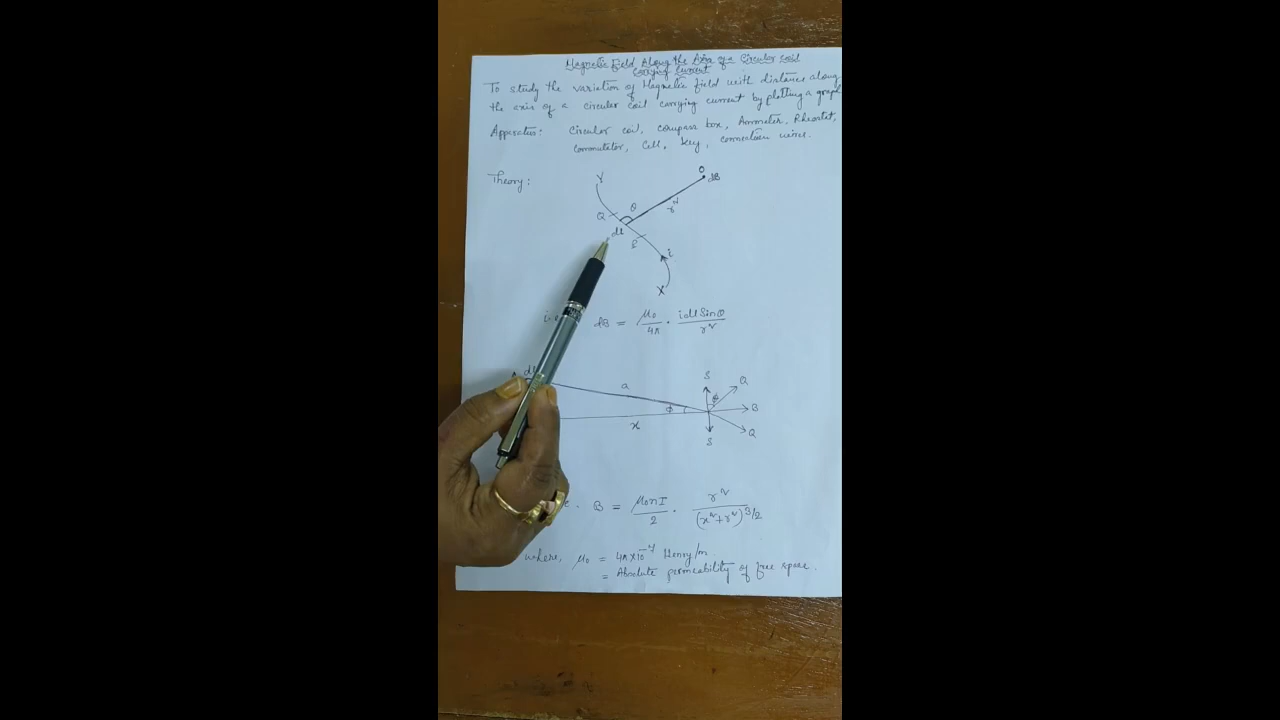 Magnetic Field Along the Axis of a Circular coil
Carrying Current
To study the variation of Magnetic field with distance along
the axis of a circular coil carrying current by plotting a graph
Apparatus: Circular coil, compass box, Ammeter, Rheostat,
Commutator, Cell, Key, connection wires.
Theory:
Y
O
dB
Q
θ
r
dl
S
i
X
i.e. dB = μ0/4π . idl Sinθ/r²
dl
a
S
Q
φ
φ
B
x
S
Q
B = μ0nI/2 . r²/(x²+r²)^3/2
where, μ0 = 4π×10⁻⁷ Henry/m.
= Absolute permeability of free space.